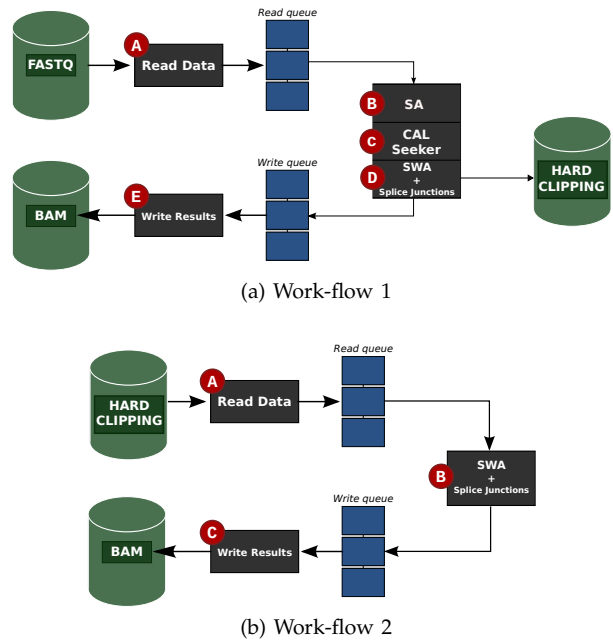 Read queue
A
FASTQ
Read Data
B
SA
C
CAL
Seeker
D
SWA
+
Splice Junctions
HARD
CLIPPING
Write queue
E
BAM
Write Results
(a) Work-flow 1
Read queue
A
HARD
CLIPPING
Read Data
B
SWA
+
Splice Junctions
Write queue
C
BAM
Write Results
(b) Work-flow 2